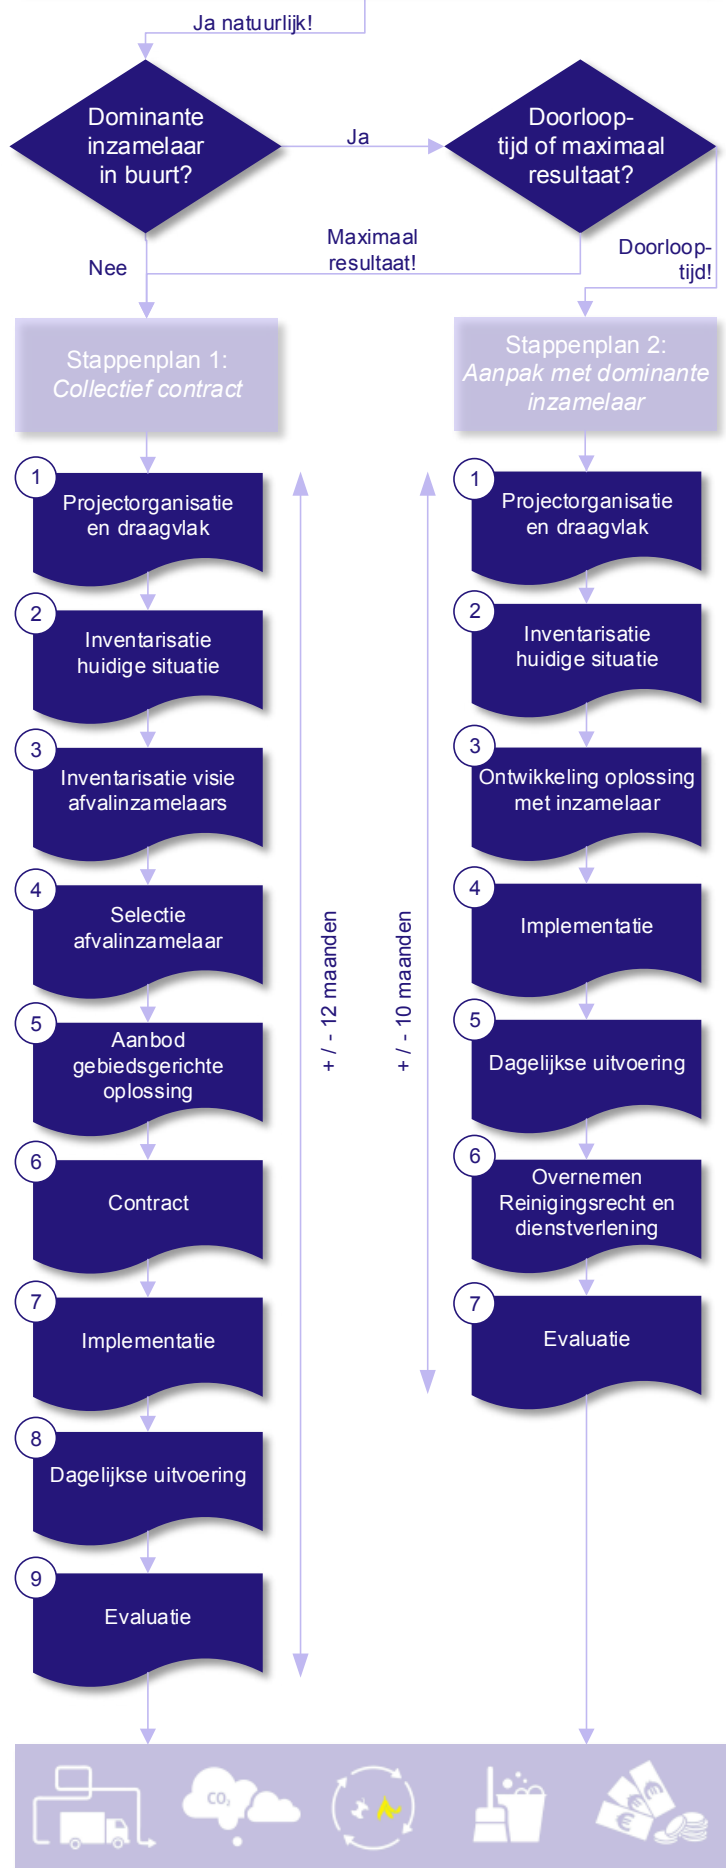 Ja natuurlijk!
Dominante
inzamelaar
in buurt?
Ja
Doorloop-
tijd of maximaal
resultaat?
Nee
Maximaal
resultaat!
Doorloop-
tijd!
Stappenplan 1:
Collectief contract
1
Projectorganisatie
en draagvlak
2
Inventarisatie
huidige situatie
3
Inventarisatie visie
afvalinzamelaars
4
Selectie
afvalinzamelaar
5
Aanbod
gebiedsgerichte
oplossing
6
Contract
7
Implementatie
8
Dagelijkse uitvoering
9
Evaluatie
+ / - 12 maanden
Stappenplan 2:
Aanpak met dominante
inzamelaar
1
Projectorganisatie
en draagvlak
2
Inventarisatie
huidige situatie
3
Ontwikkeling oplossing
met inzamelaar
4
Implementatie
5
Dagelijkse uitvoering
6
Overnemen
Reinigingsrecht en
dienstverlening
7
Evaluatie
+ / - 10 maanden
CO₂
€
€
€